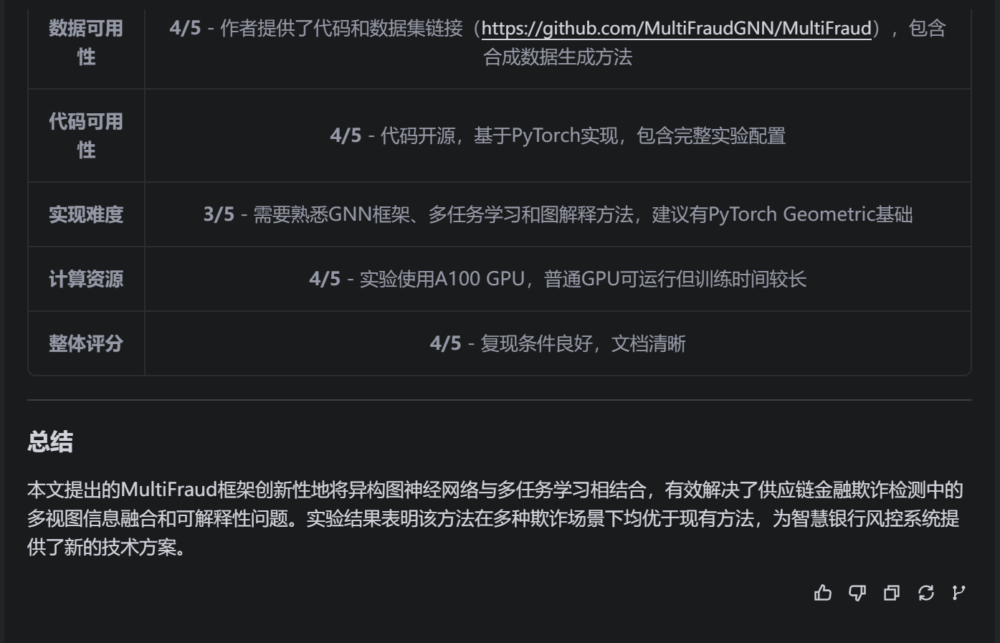 数据可用
性
4/5 - 作者提供了代码和数据集链接（https://github.com/MultiFraudGNN/MultiFraud），包含
合成数据生成方法
代码可用
性
4/5 - 代码开源，基于PyTorch实现，包含完整实验配置
实现难度
3/5 - 需要熟悉GNN框架、多任务学习和图解释方法，建议有PyTorch Geometric基础
计算资源
4/5 - 实验使用A100 GPU，普通GPU可运行但训练时间较长
整体评分
4/5 - 复现条件良好，文档清晰
总结
本文提出的MultiFraud框架创新性地将异构图神经网络与多任务学习相结合，有效解决了供应链金融欺诈检测中的
多视图信息融合和可解释性问题。实验结果表明该方法在多种欺诈场景下均优于现有方法，为智慧银行风控系统提
供了新的技术方案。